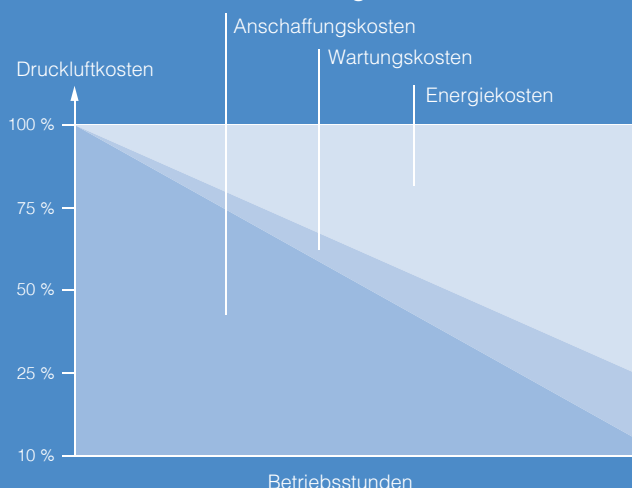 Anschaffungskosten
Wartungskosten
Druckluftkosten
Energiekosten
100 %
75 %
50 %
25 %
10 %
Betriebsstunden